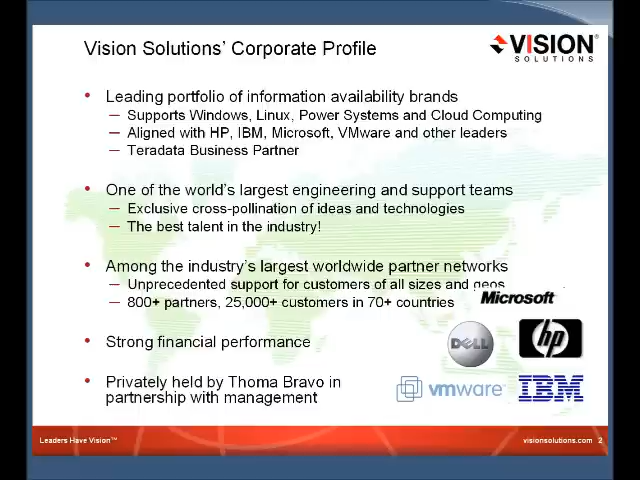 Vision Solutions' Corporate Profile
VISION®
SOLUTIONS
• Leading portfolio of information availability brands
– Supports Windows, Linux, Power Systems and Cloud Computing
– Aligned with HP, IBM, Microsoft, VMware and other leaders
– Teradata Business Partner
• One of the world's largest engineering and support teams
– Exclusive cross-pollination of ideas and technologies
– The best talent in the industry!
• Among the industry's largest worldwide partner networks
– Unprecedented support for customers of all sizes and geos
– 800+ partners, 25,000+ customers in 70+ countries
Microsoft
• Strong financial performance
DELL
hp
• Privately held by Thoma Bravo in
partnership with management
vmware
IBM
Leaders Have Vision™
visionsolutions.com 2